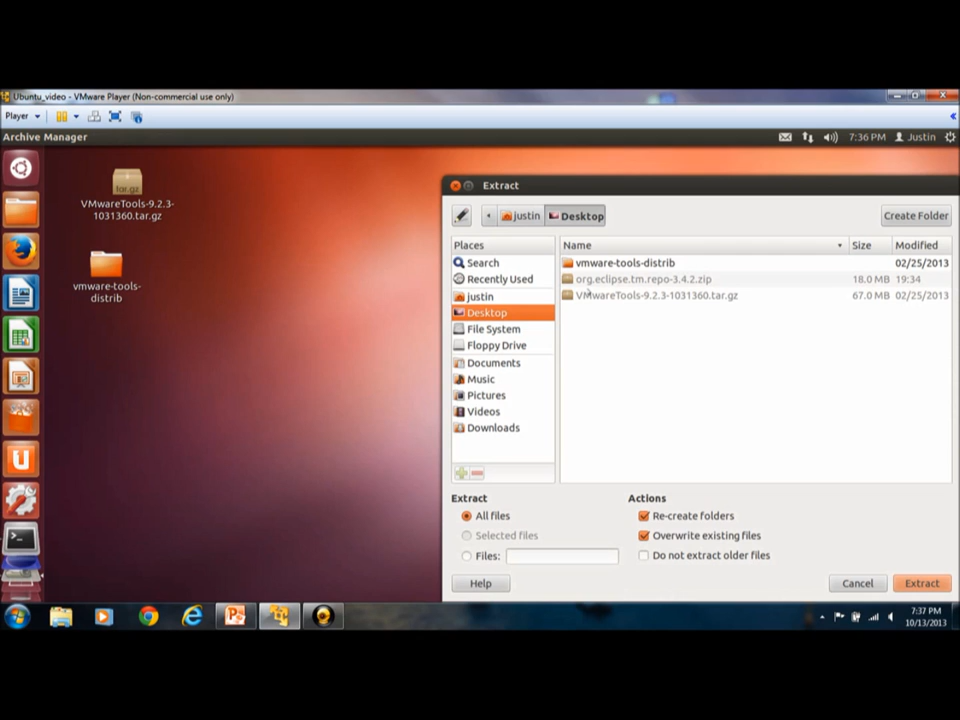 Ubuntu_video - VMware Player (Non-commercial use only)
Player
Archive Manager
7:36 PM Justin
tar.gz
VMwareTools-9.2.3-
1031360.tar.gz
vmware-tools-
distrib
Extract
justin Desktop Create Folder
Places Name Size Modified
Search vmware-tools-distrib 02/25/2013
Recently Used org.eclipse.tm.repo-3.4.2.zip 18.0 MB 19:34
justin VMwareTools-9.2.3-1031360.tar.gz 67.0 MB 02/25/2013
Desktop
File System
Floppy Drive
Documents
Music
Pictures
Videos
Downloads
Extract Actions
All files Re-create folders
Selected files Overwrite existing files
Files: Do not extract older files
Help Cancel Extract
7:37 PM
10/13/2013